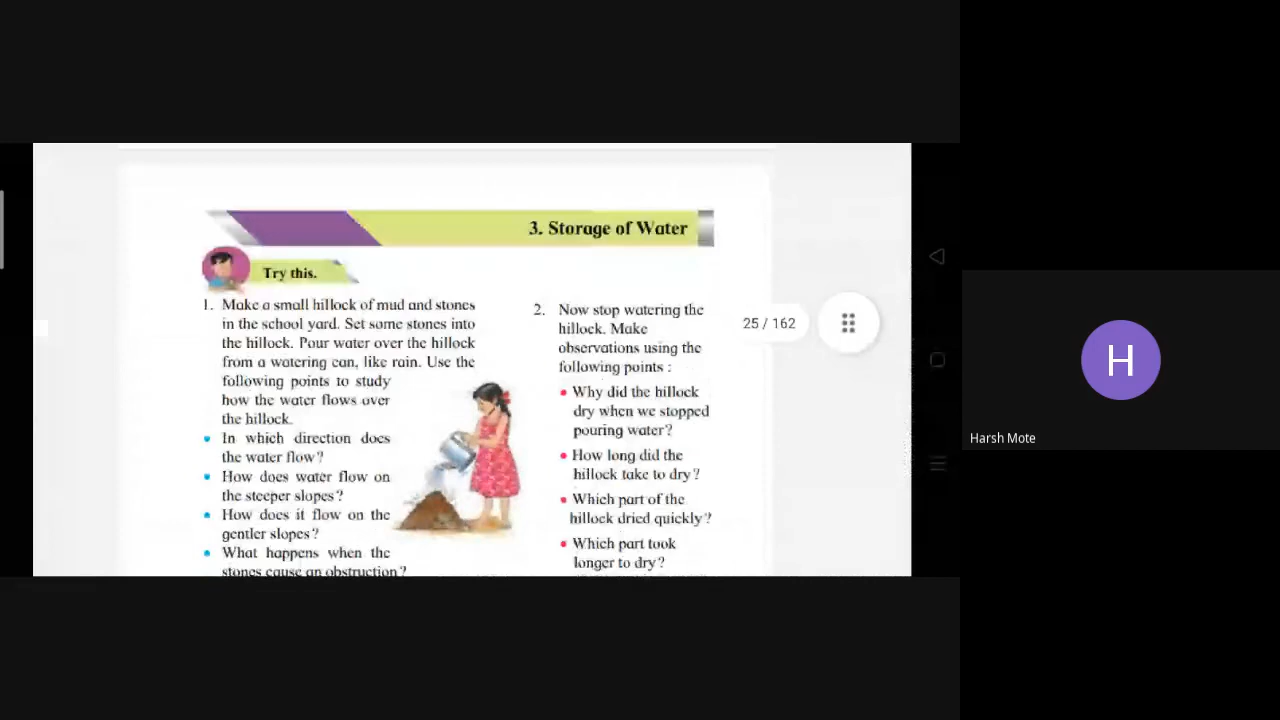 3. Storage of Water
Try this.
1. Make a small hillock of mud and stones
in the school yard. Set some stones into
the hillock. Pour water over the hillock
from a watering can, like rain. Use the
following points to study
how the water flows over
the hillock.
• In which direction does
the water flow?
• How does water flow on
the steeper slopes?
• How does it flow on the
gentler slopes?
• What happens when the
stones cause an obstruction?
2. Now stop watering the
hillock. Make
observations using the
following points :
• Why did the hillock
dry when we stopped
pouring water?
• How long did the
hillock take to dry?
• Which part of the
hillock dried quickly?
• Which part took
longer to dry?
25 / 162
H
Harsh Mote